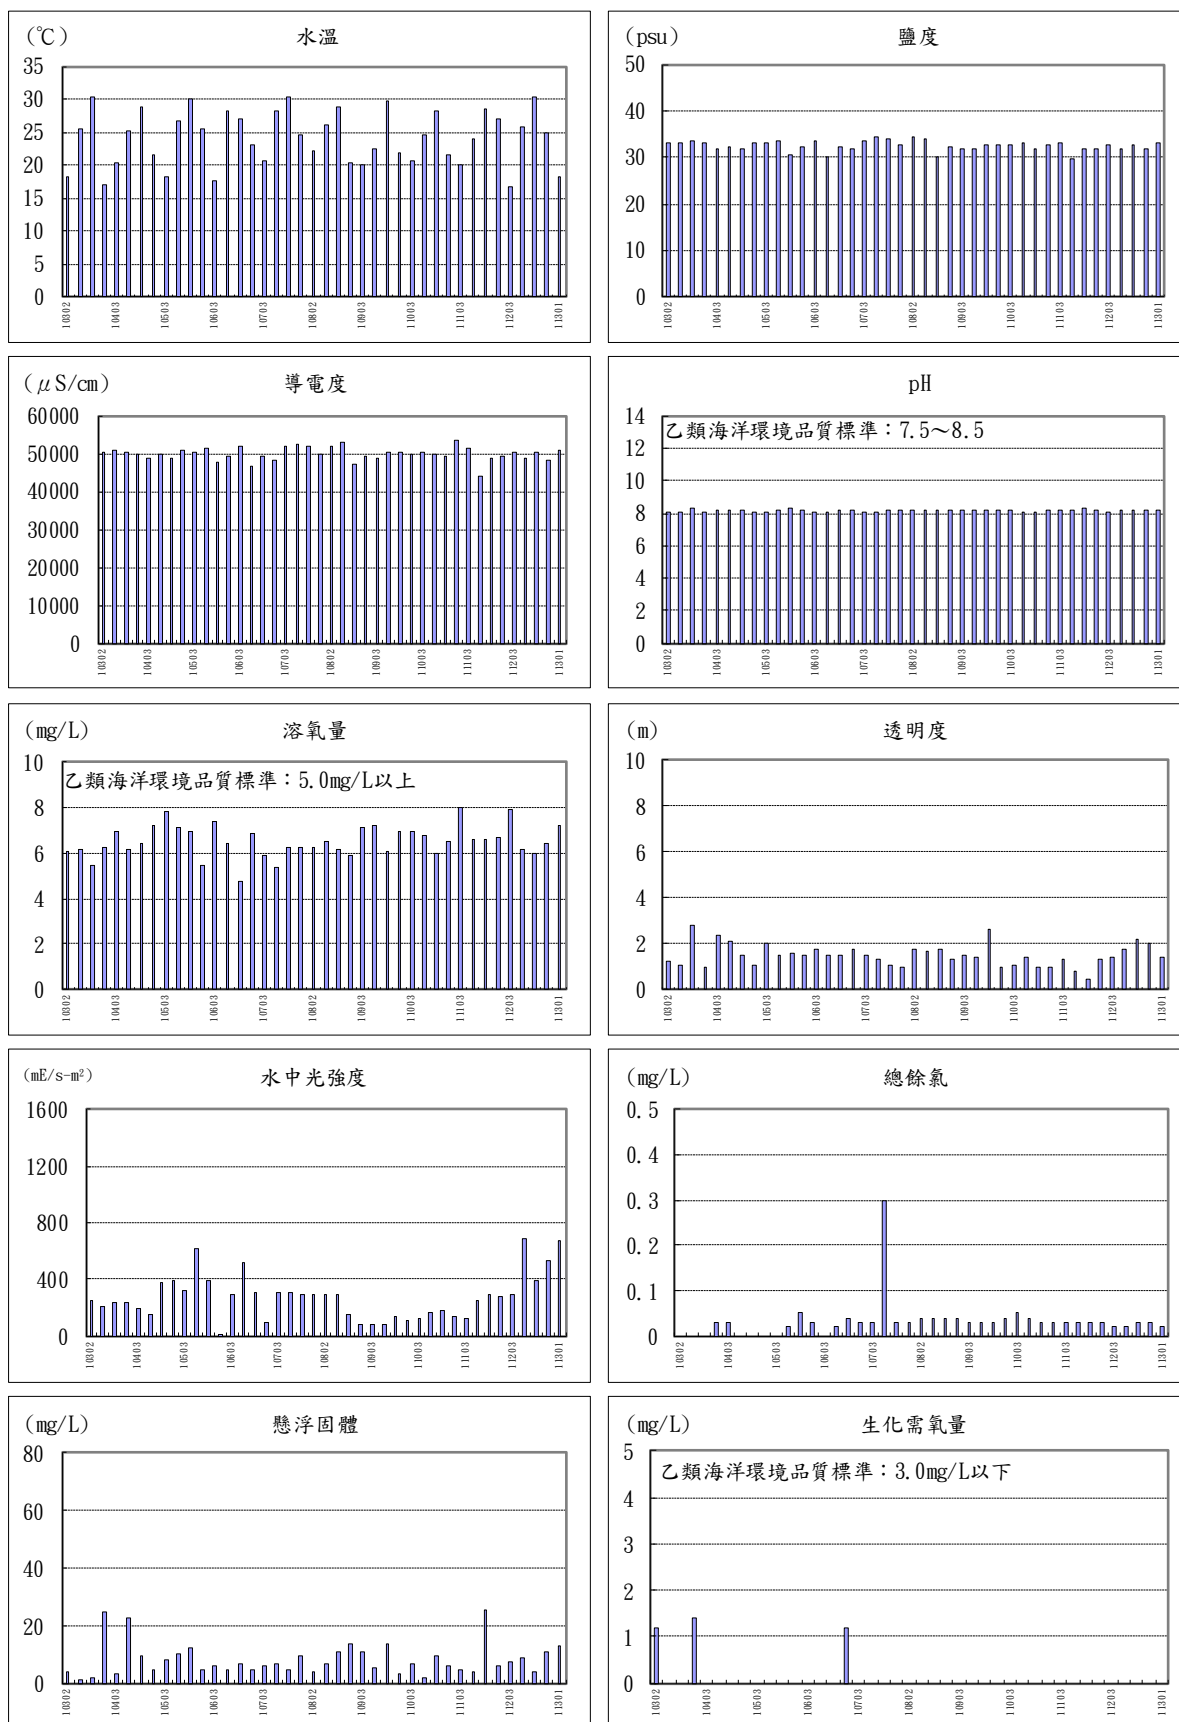 (℃) 水溫
35
30
25
20
15
10
5
0
10302 10403 10503 10603 10703 10802 10903 11003 11103 11203 11301
(psu) 鹽度
50
40
30
20
10
0
10302 10403 10503 10603 10703 10802 10903 11003 11103 11203 11301
(μS/cm) 導電度
60000
50000
40000
30000
20000
10000
0
10302 10403 10503 10603 10703 10802 10903 11003 11103 11203 11301
pH
乙類海洋環境品質標準：7.5～8.5
14
12
10
8
6
4
2
0
10302 10403 10503 10603 10703 10802 10903 11003 11103 11203 11301
(mg/L) 溶氧量
乙類海洋環境品質標準：5.0mg/L以上
10
8
6
4
2
0
10302 10403 10503 10603 10703 10802 10903 11003 11103 11203 11301
(m) 透明度
10
8
6
4
2
0
10302 10403 10503 10603 10703 10802 10903 11003 11103 11203 11301
(mE/s-m²) 水中光強度
1600
1200
800
400
0
10302 10403 10503 10603 10703 10802 10903 11003 11103 11203 11301
(mg/L) 總餘氯
0.5
0.4
0.3
0.2
0.1
0
10302 10403 10503 10603 10703 10802 10903 11003 11103 11203 11301
(mg/L) 懸浮固體
80
60
40
20
0
10302 10403 10503 10603 10703 10802 10903 11003 11103 11203 11301
(mg/L) 生化需氧量
乙類海洋環境品質標準：3.0mg/L以下
5
4
3
2
1
0
10302 10403 10503 10603 10703 10802 10903 11003 11103 11203 11301